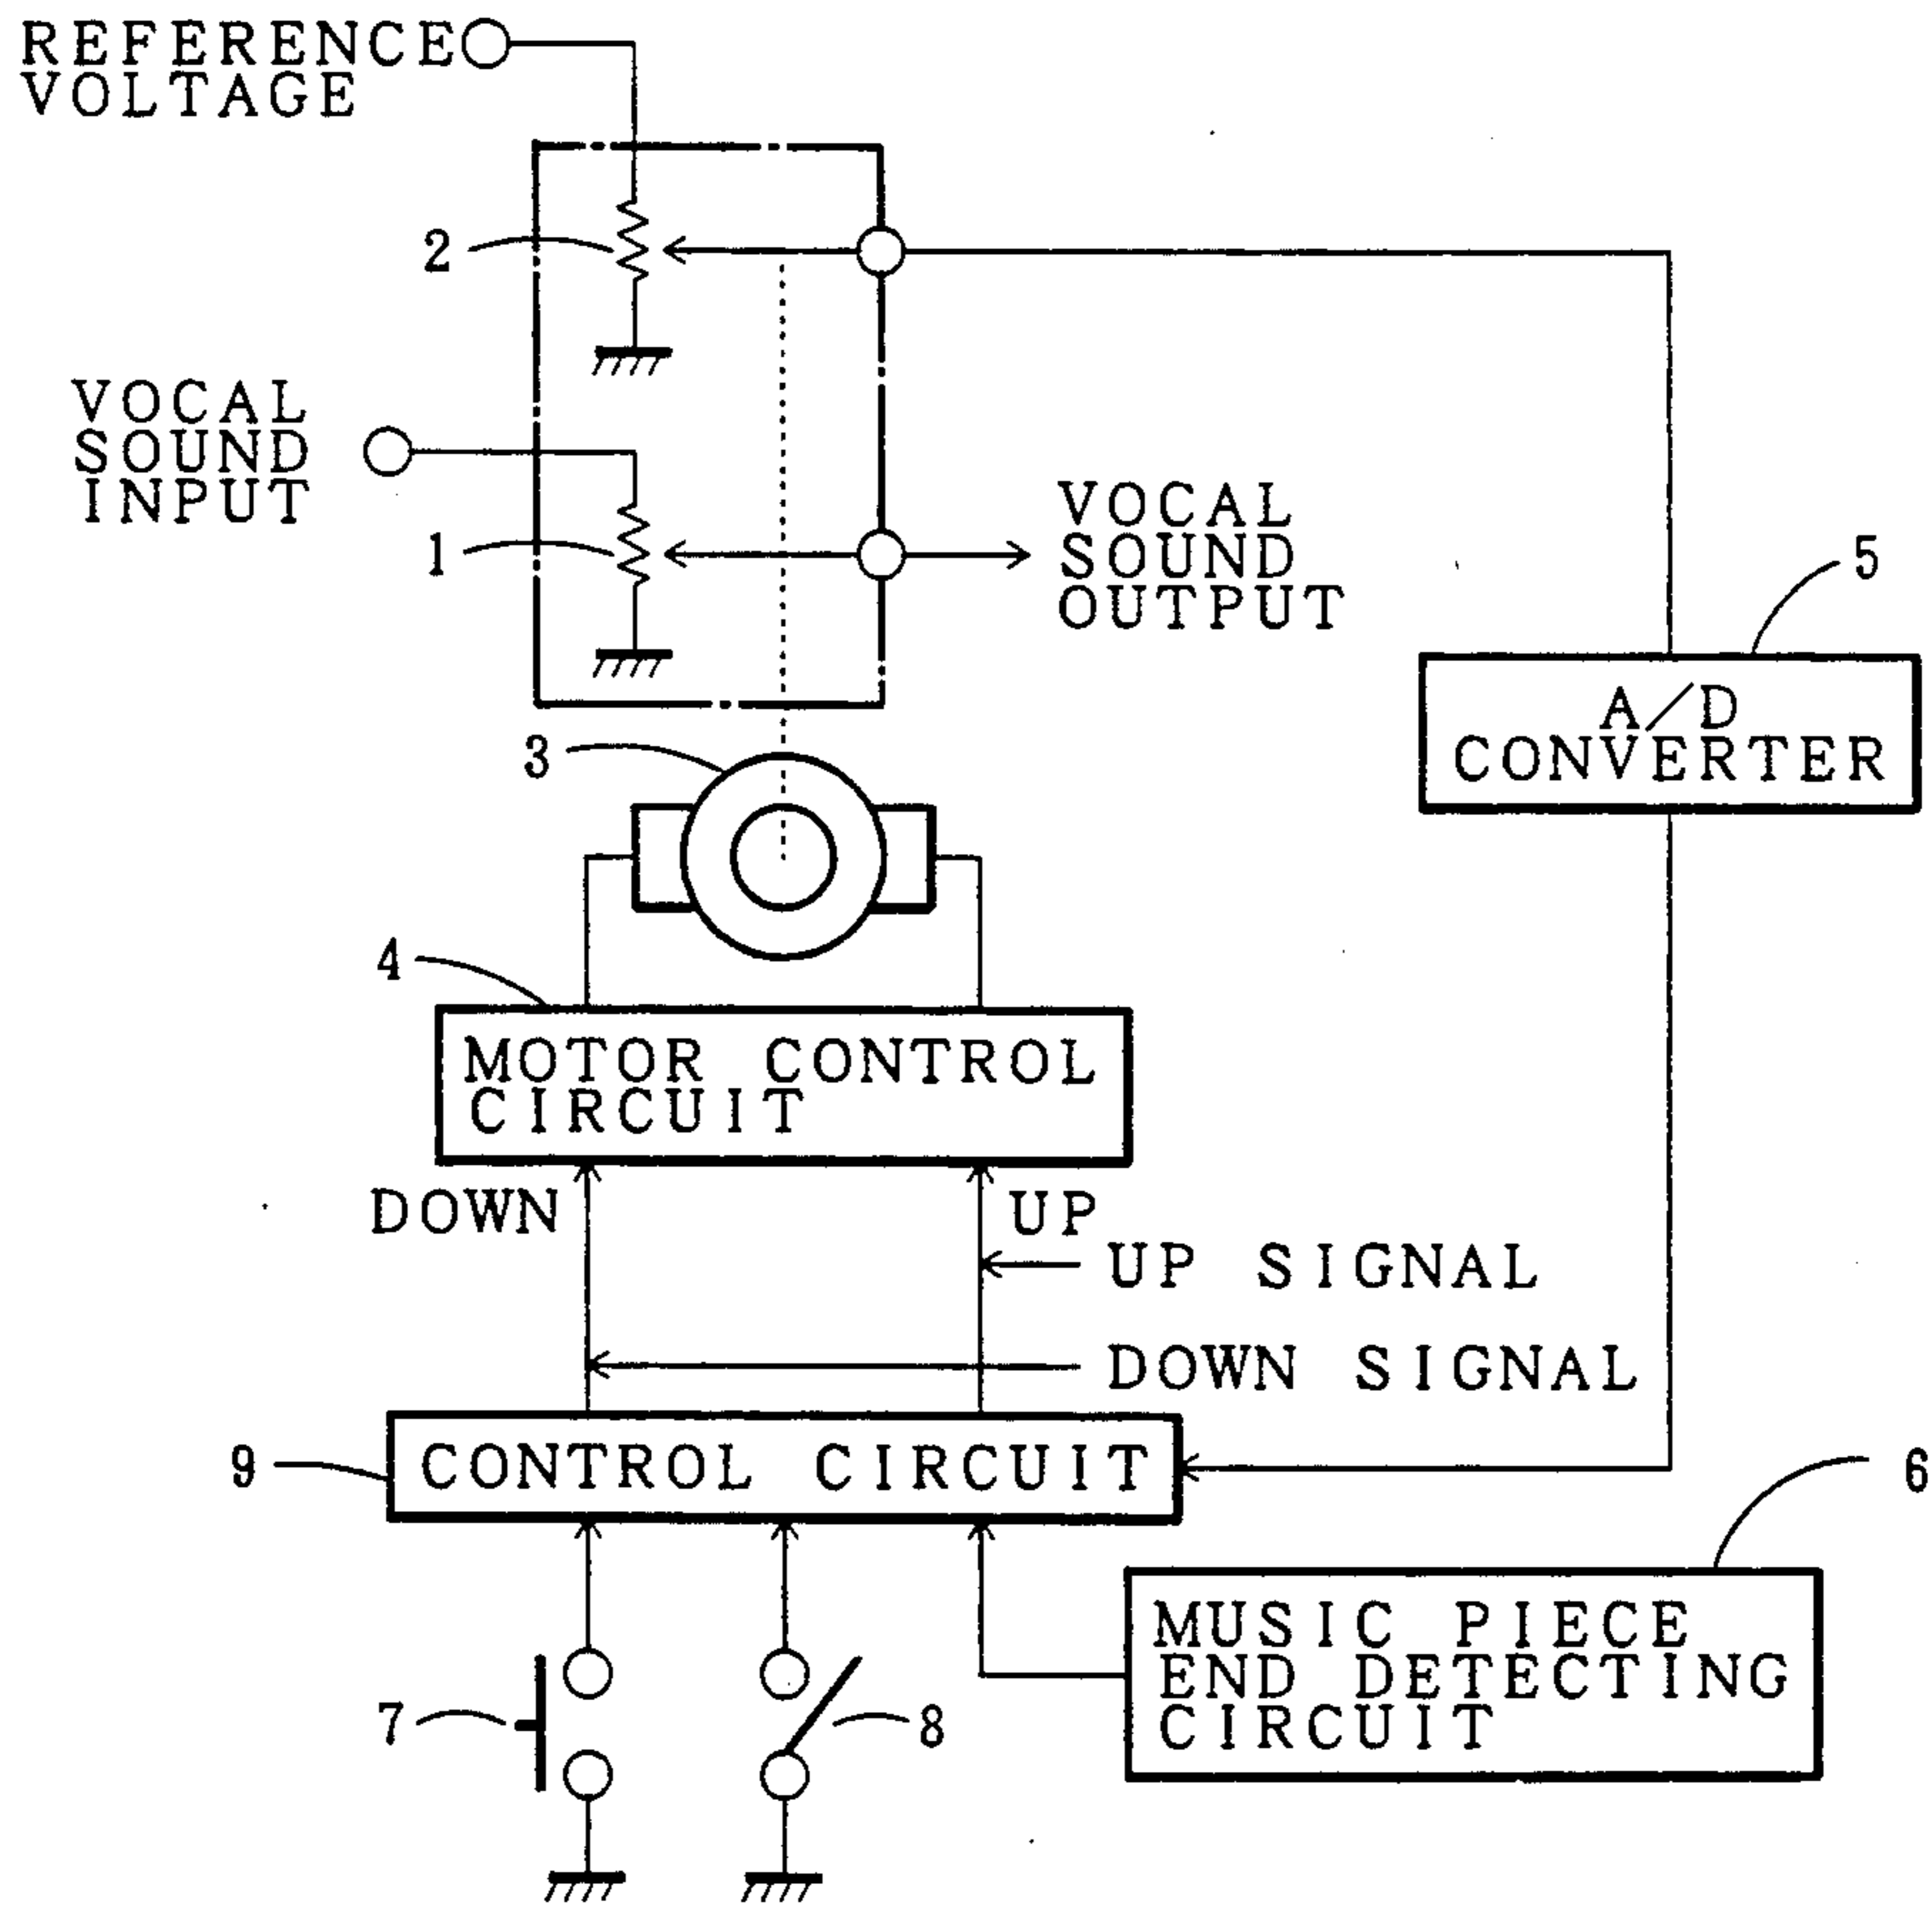 REFERENCE
VOLTAGE
2
VOCAL
SOUND
INPUT
1
VOCAL
SOUND
OUTPUT
5
A/D
CONVERTER
3
4
MOTOR CONTROL
CIRCUIT
DOWN
UP
UP SIGNAL
DOWN SIGNAL
9
CONTROL CIRCUIT
6
MUSIC PIECE
END DETECTING
CIRCUIT
7
8